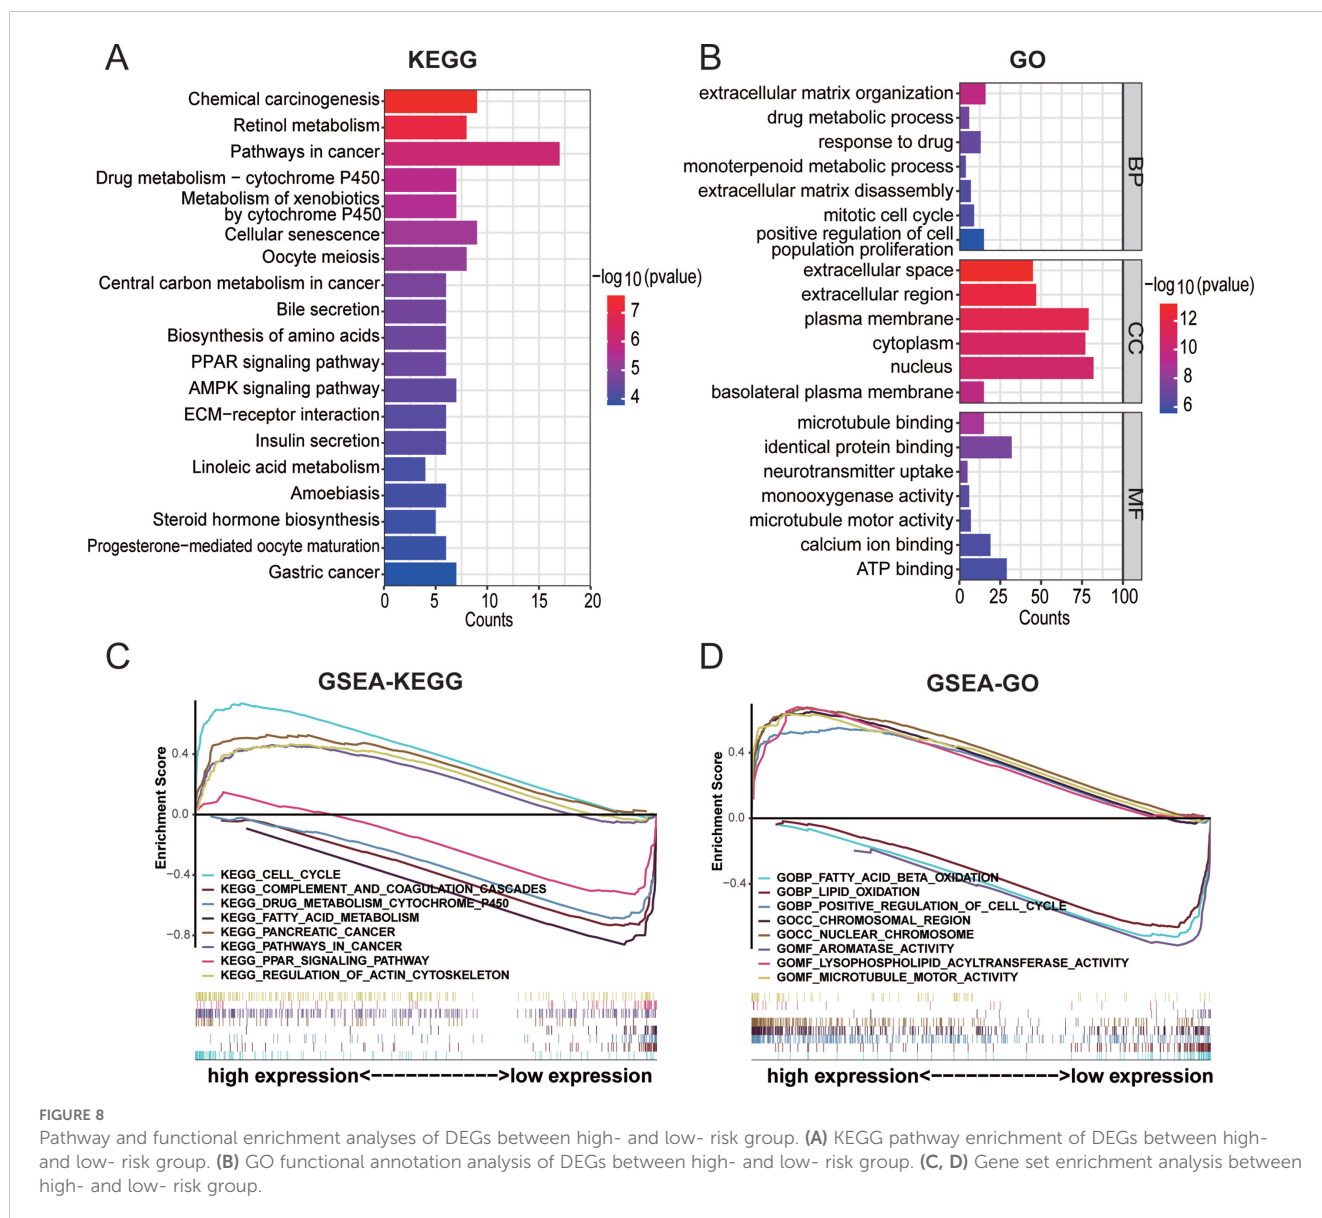 A
KEGG
Chemical carcinogenesis
Retinol metabolism
Pathways in cancer
Drug metabolism − cytochrome P450
Metabolism of xenobiotics
by cytochrome P450
Cellular senescence
Oocyte meiosis
Central carbon metabolism in cancer
Bile secretion
Biosynthesis of amino acids
PPAR signaling pathway
AMPK signaling pathway
ECM−receptor interaction
Insulin secretion
Linoleic acid metabolism
Amoebiasis
Steroid hormone biosynthesis
Progesterone−mediated oocyte maturation
Gastric cancer
0 5 10 15 20
Counts
−log10(pvalue)
7
6
5
4
B
GO
extracellular matrix organization
drug metabolic process
response to drug
monoterpenoid metabolic process
extracellular matrix disassembly
mitotic cell cycle
positive regulation of cell
population proliferation
BP
extracellular space
extracellular region
plasma membrane
cytoplasm
nucleus
basolateral plasma membrane
CC
microtubule binding
identical protein binding
neurotransmitter uptake
monooxygenase activity
microtubule motor activity
calcium ion binding
ATP binding
MF
0 25 50 75 100
Counts
−log10(pvalue)
12
10
8
6
C
GSEA-KEGG
Enrichment Score
0.4
0.0
−0.4
−0.8
KEGG_CELL_CYCLE
KEGG_COMPLEMENT_AND_COAGULATION_CASCADES
KEGG_DRUG_METABOLISM_CYTOCHROME_P450
KEGG_FATTY_ACID_METABOLISM
KEGG_PANCREATIC_CANCER
KEGG_PATHWAYS_IN_CANCER
KEGG_PPAR_SIGNALING_PATHWAY
KEGG_REGULATION_OF_ACTIN_CYTOSKELETON
high expression<----------->low expression
D
GSEA-GO
Enrichment Score
0.4
0.0
−0.4
GOBP_FATTY_ACID_BETA_OXIDATION
GOBP_LIPID_OXIDATION
GOBP_POSITIVE_REGULATION_OF_CELL_CYCLE
GOCC_CHROMOSOMAL_REGION
GOCC_NUCLEAR_CHROMOSOME
GOMF_AROMATASE_ACTIVITY
GOMF_LYSOPHOSPHOLIPID_ACYLTRANSFERASE_ACTIVITY
GOMF_MICROTUBULE_MOTOR_ACTIVITY
high expression<----------->low expression
FIGURE 8
Pathway and functional enrichment analyses of DEGs between high- and low- risk group. (A) KEGG pathway enrichment of DEGs between high-
and low- risk group. (B) GO functional annotation analysis of DEGs between high- and low- risk group. (C, D) Gene set enrichment analysis between
high- and low- risk group.